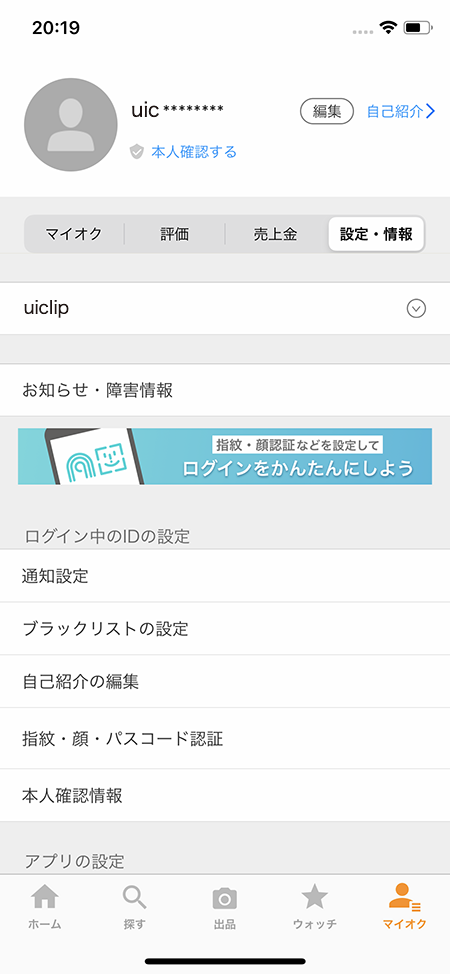 20:19
uic ********
編集
自己紹介
本人確認する
マイオク
評価
売上金
設定・情報
uiclip
お知らせ・障害情報
指紋・顔認証などを設定して
ログインをかんたんにしよう
ログイン中のIDの設定
通知設定
ブラックリストの設定
自己紹介の編集
指紋・顔・パスコード認証
本人確認情報
アプリの設定
ホーム
探す
出品
ウォッチ
マイオク